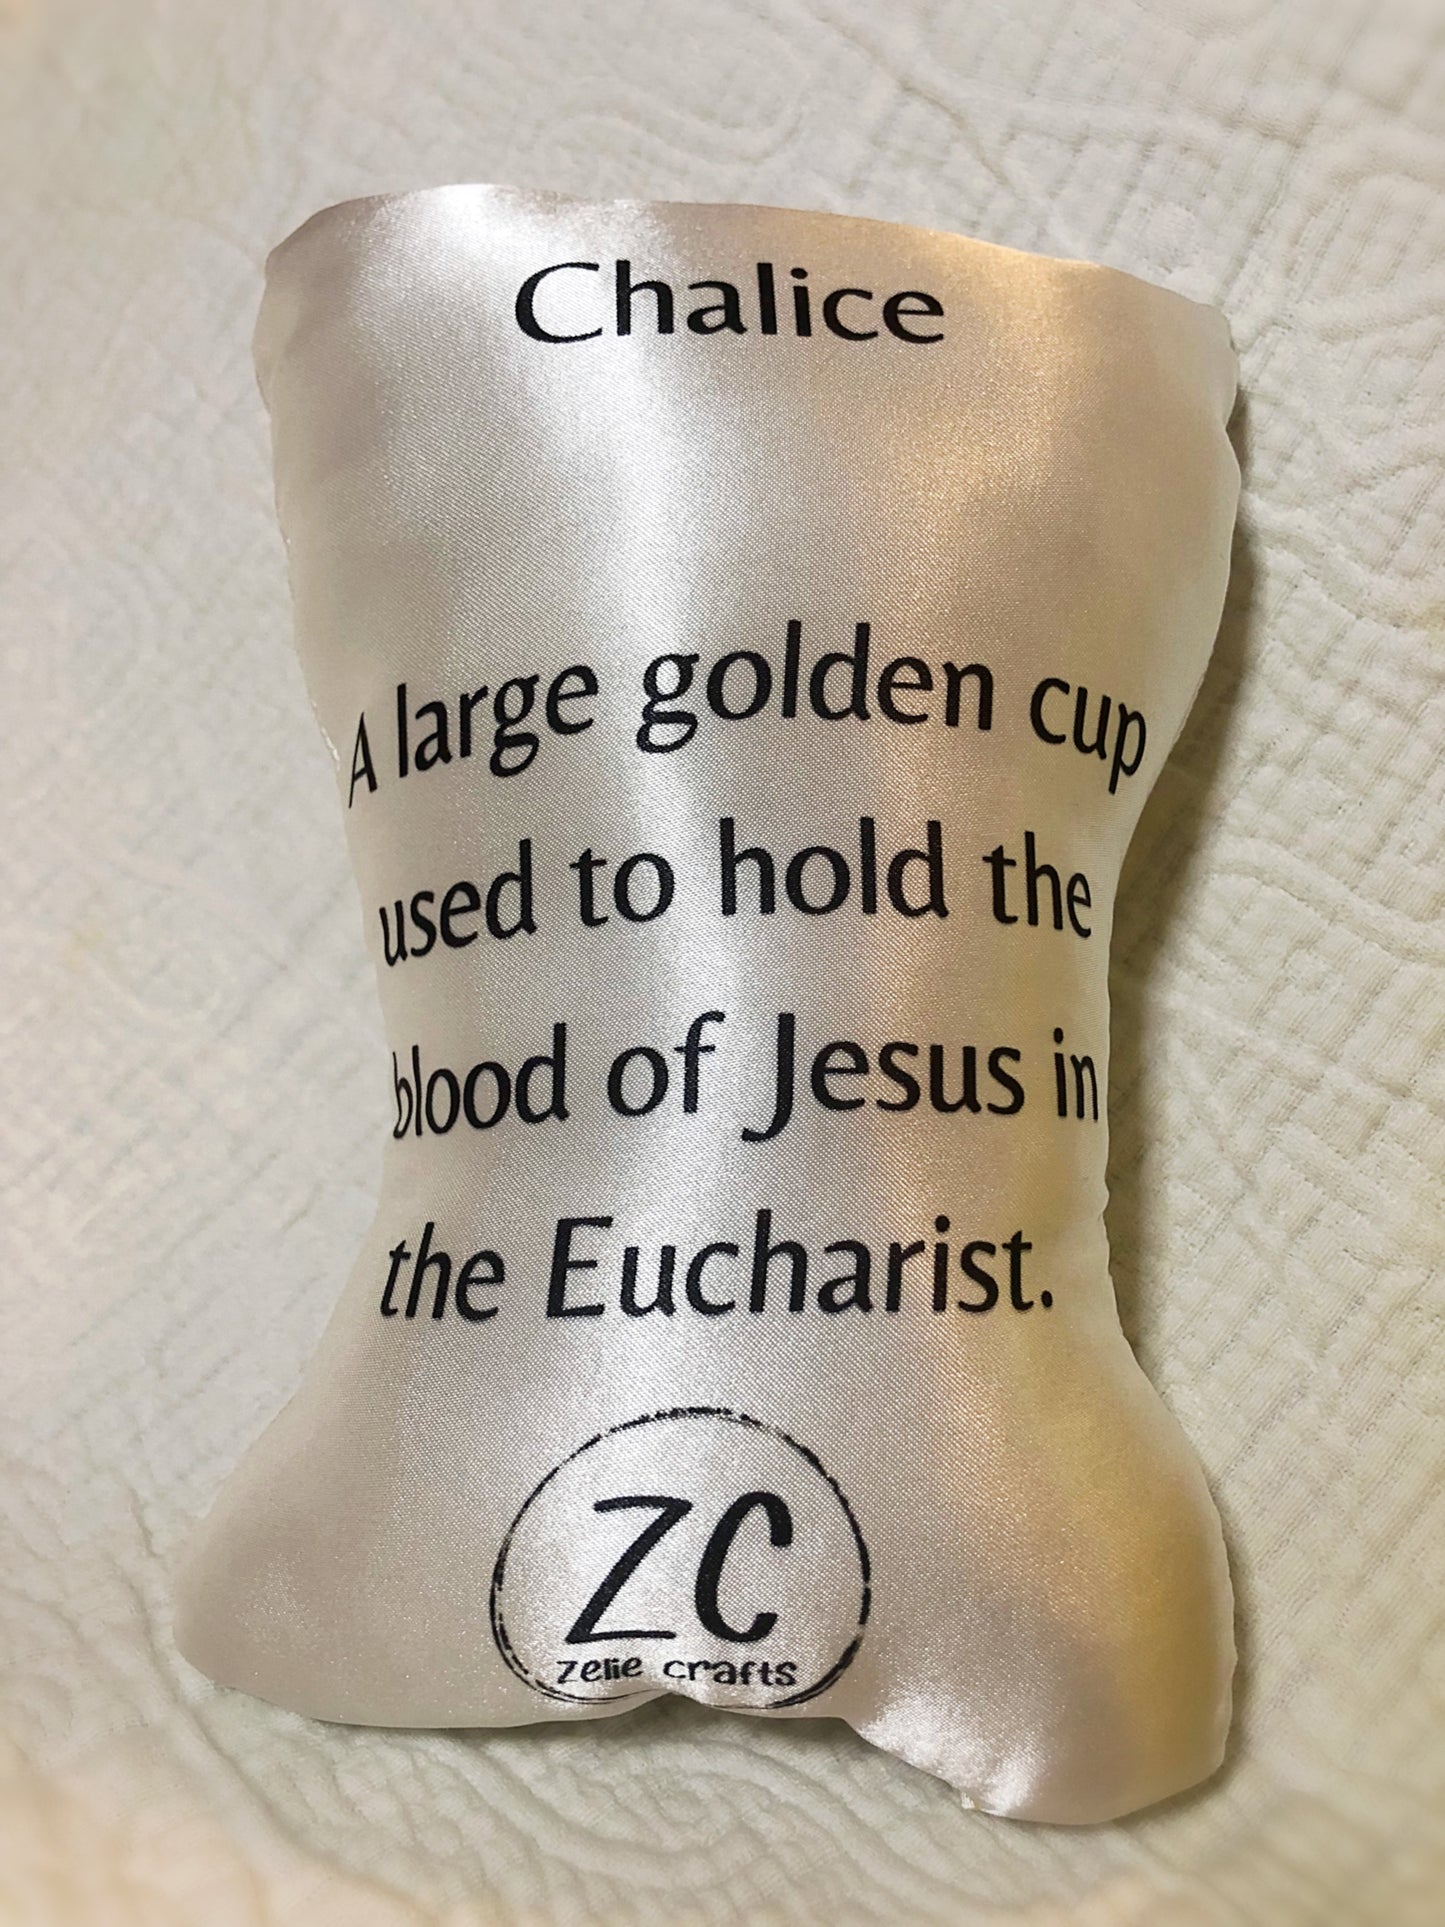 Chalice
A large golden cup
used to hold the
blood of Jesus in
the Eucharist.
ZC
zelie crafts